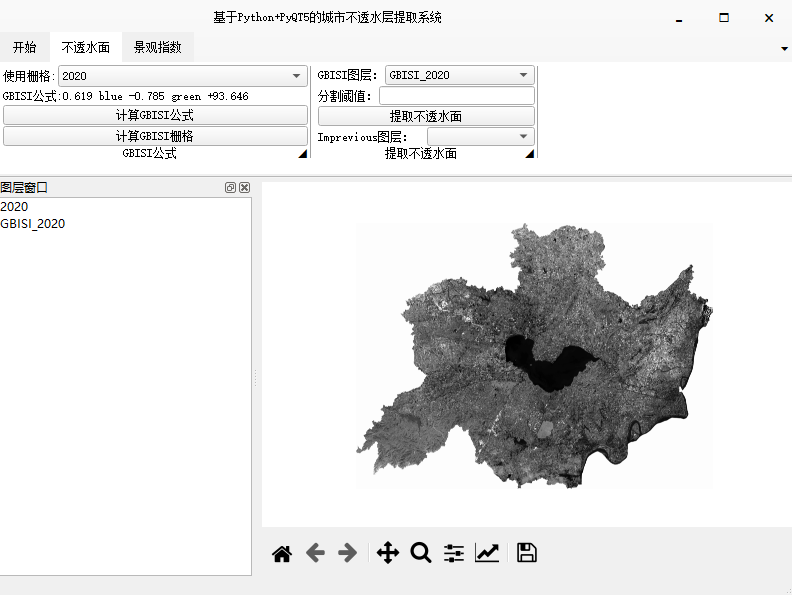 基于Python+PyQT5的城市不透水层提取系统
开始 不透水面 景观指数
使用栅格: 2020
GBISI公式:0.619 blue -0.785 green +93.646
计算GBISI公式
计算GBISI栅格
GBISI公式
GBISI图层: GBISI_2020
分割阈值:
提取不透水面
Imprevious图层:
提取不透水面
图层窗口
2020
GBISI_2020